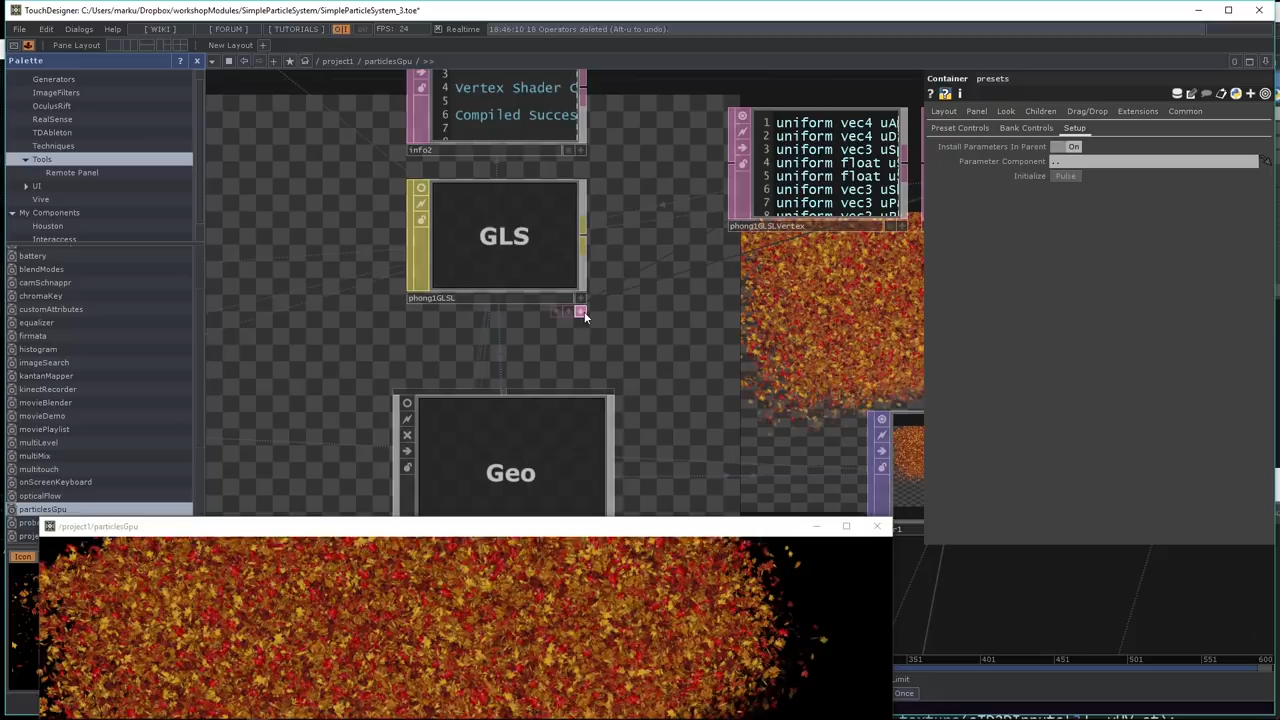 TouchDesigner: C:/Users/marku/Dropbox/workshopModules/SimpleParticleSystem/SimpleParticleSystem_3.toe*
File Edit Dialogs Help [ WIKI ] [ FORUM ] [ TUTORIALS ] O|I FPS: 24 Realtime 18:46:10 18 Operators deleted (Alt-u to undo).
Pane Layout New Layout +
Palette ? x
/ project1 / particlesGpu / >>
0
Generators
ImageFilters
OculusRift
RealSense
TDAbleton
Techniques
Tools
Remote Panel
UI
Vive
My Components
Houston
Interaccess
battery
blendModes
camSchnappr
chromaKey
customAttributes
equalizer
firmata
histogram
imageSearch
kantanMapper
kinectRecorder
movieBlender
movieDemo
moviePlaylist
multiLevel
multiMix
multitouch
onScreenKeyboard
opticalFlow
particlesGpu
Icon
3
4 Vertex Shader C
5
6 Compiled Succes
7
info2
GLS
phong1GLSL
Geo
1 uniform vec4 uA
2 uniform vec4 uD
3 uniform vec3 uS
4 uniform float u
5 uniform float u
6 uniform vec3 uS
7 uniform vec3 uP
phong1GLSLVertex
Container presets
Layout Panel Look Children Drag/Drop Extensions Common
Preset Controls Bank Controls Setup
Install Parameters In Parent On
Parameter Component ..
Initialize Pulse
/project1/particlesGpu
351 401 451 501 551 600
Limit
Once